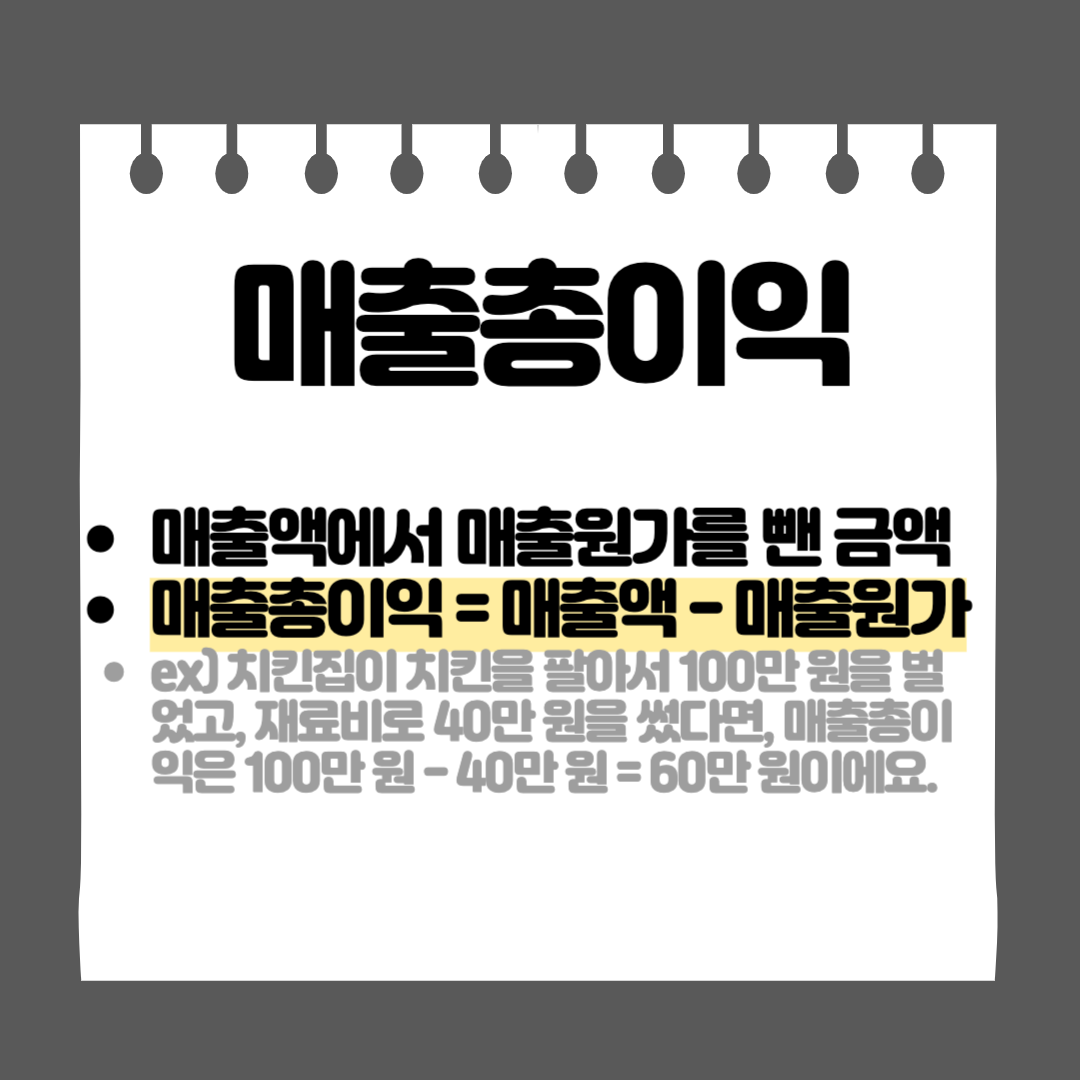 매출총이익
• 매출액에서 매출원가를 뺀 금액
• 매출총이익 = 매출액 - 매출원가
• ex) 치킨집이 치킨을 팔아서 100만 원을 벌
었고, 재료비로 40만 원을 썼다면, 매출총이
익은 100만 원 - 40만 원 = 60만 원이에요.